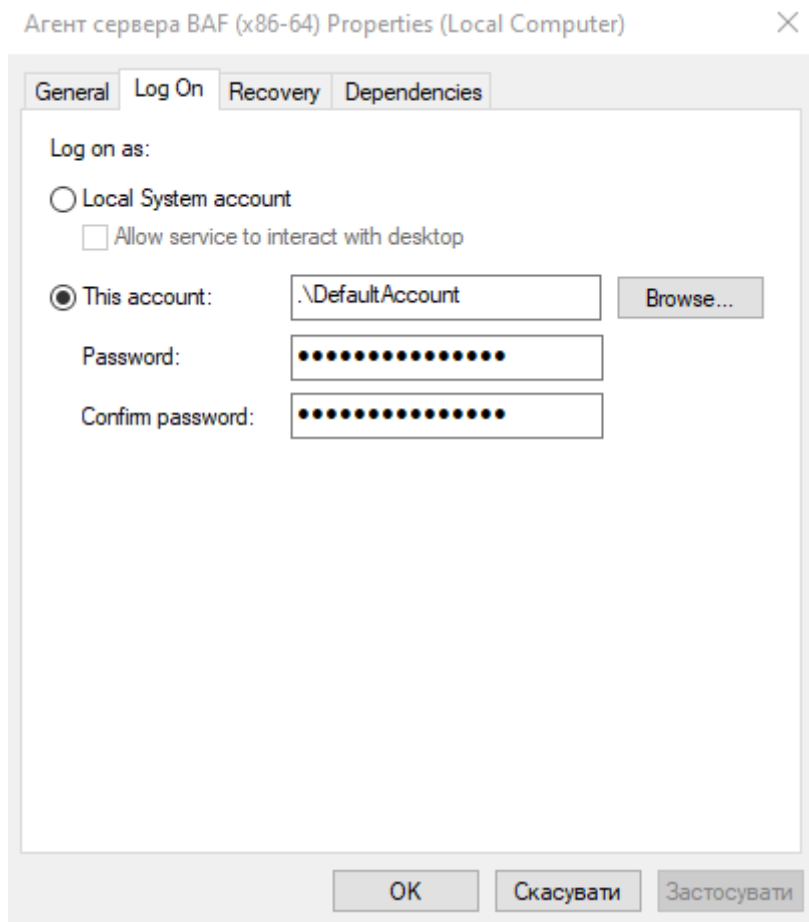 Агент сервера BAF (x86-64) Properties (Local Computer)
General Log On Recovery Dependencies
Log on as:
Local System account
Allow service to interact with desktop
This account: .\DefaultAccount Browse...
Password: •••••••••••••••
Confirm password: •••••••••••••••
OK Скасувати Застосувати